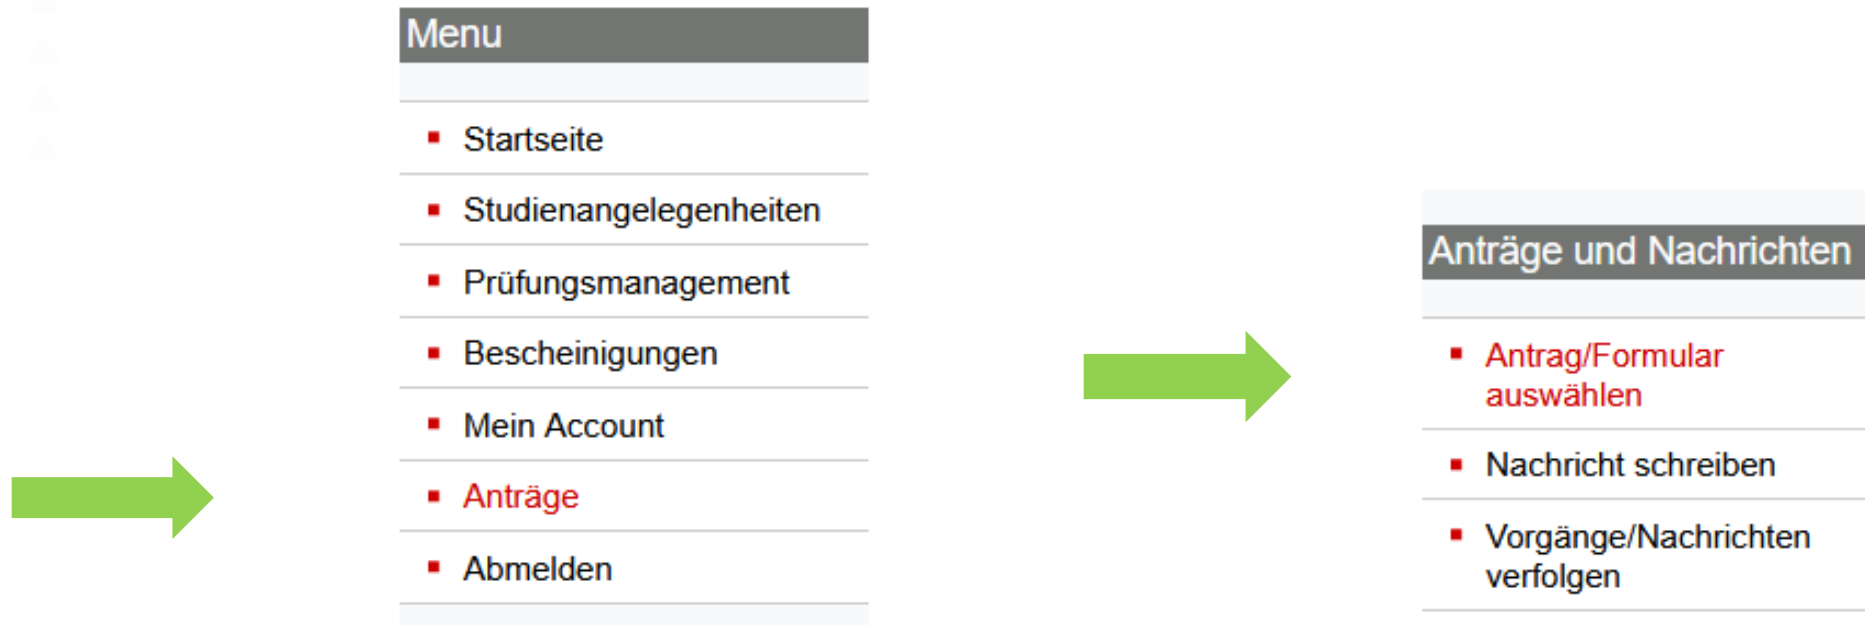 Menu
Startseite
Studienangelegenheiten
Prüfungsmanagement
Bescheinigungen
Mein Account
Anträge
Abmelden
Anträge und Nachrichten
Antrag/Formular
auswählen
Nachricht schreiben
Vorgänge/Nachrichten
verfolgen